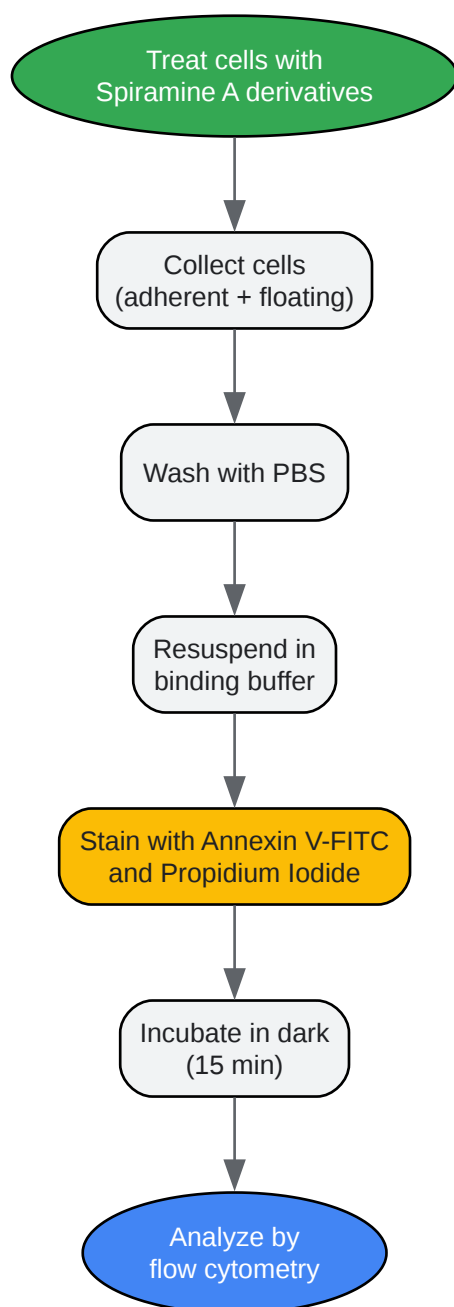 Treat cells with
Spiramine A derivatives
Collect cells
(adherent + floating)
Wash with PBS
Resuspend in
binding buffer
Stain with Annexin V-FITC
and Propidium Iodide
Incubate in dark
(15 min)
Analyze by
flow cytometry